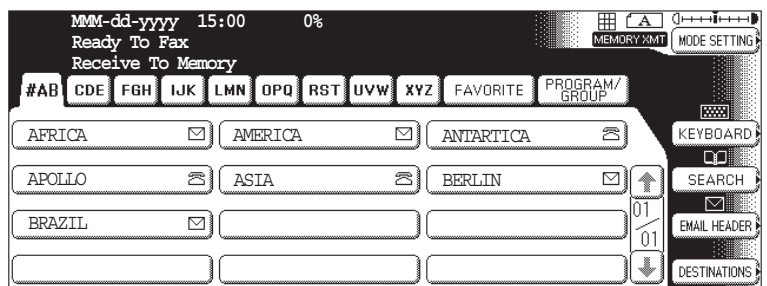 MMM-dd-yyyy 15:00 0%
A
Ready To Fax
MEMORY XMT
MODE SETTING
Receive To Memory
#AB CDE FGH IJK LMN OPQ RST UVW XYZ FAVORITE PROGRAM/
GROUP
AFRICA AMERICA ANTARTICA
KEYBOARD
APOLLO ASIA BERLIN
SEARCH
BRAZIL
01
01
EMAIL HEADER
DESTINATIONS